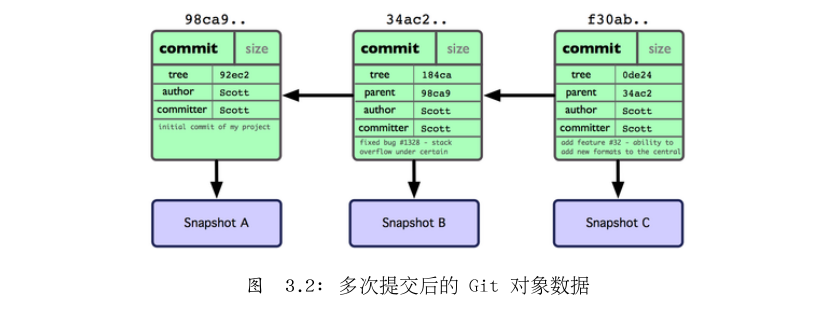 98ca9..
34ac2..
f30ab..
commit size
tree 92ec2
author Scott
committer Scott
initial commit of my project
commit size
tree 184ca
parent 98ca9
author Scott
committer Scott
fixed bug #1328 - stack
overflow under certain
commit size
tree 0de24
parent 34ac2
author Scott
committer Scott
add feature #32 - ability to
add new formats to the central
Snapshot A
Snapshot B
Snapshot C
图 3.2: 多次提交后的 Git 对象数据